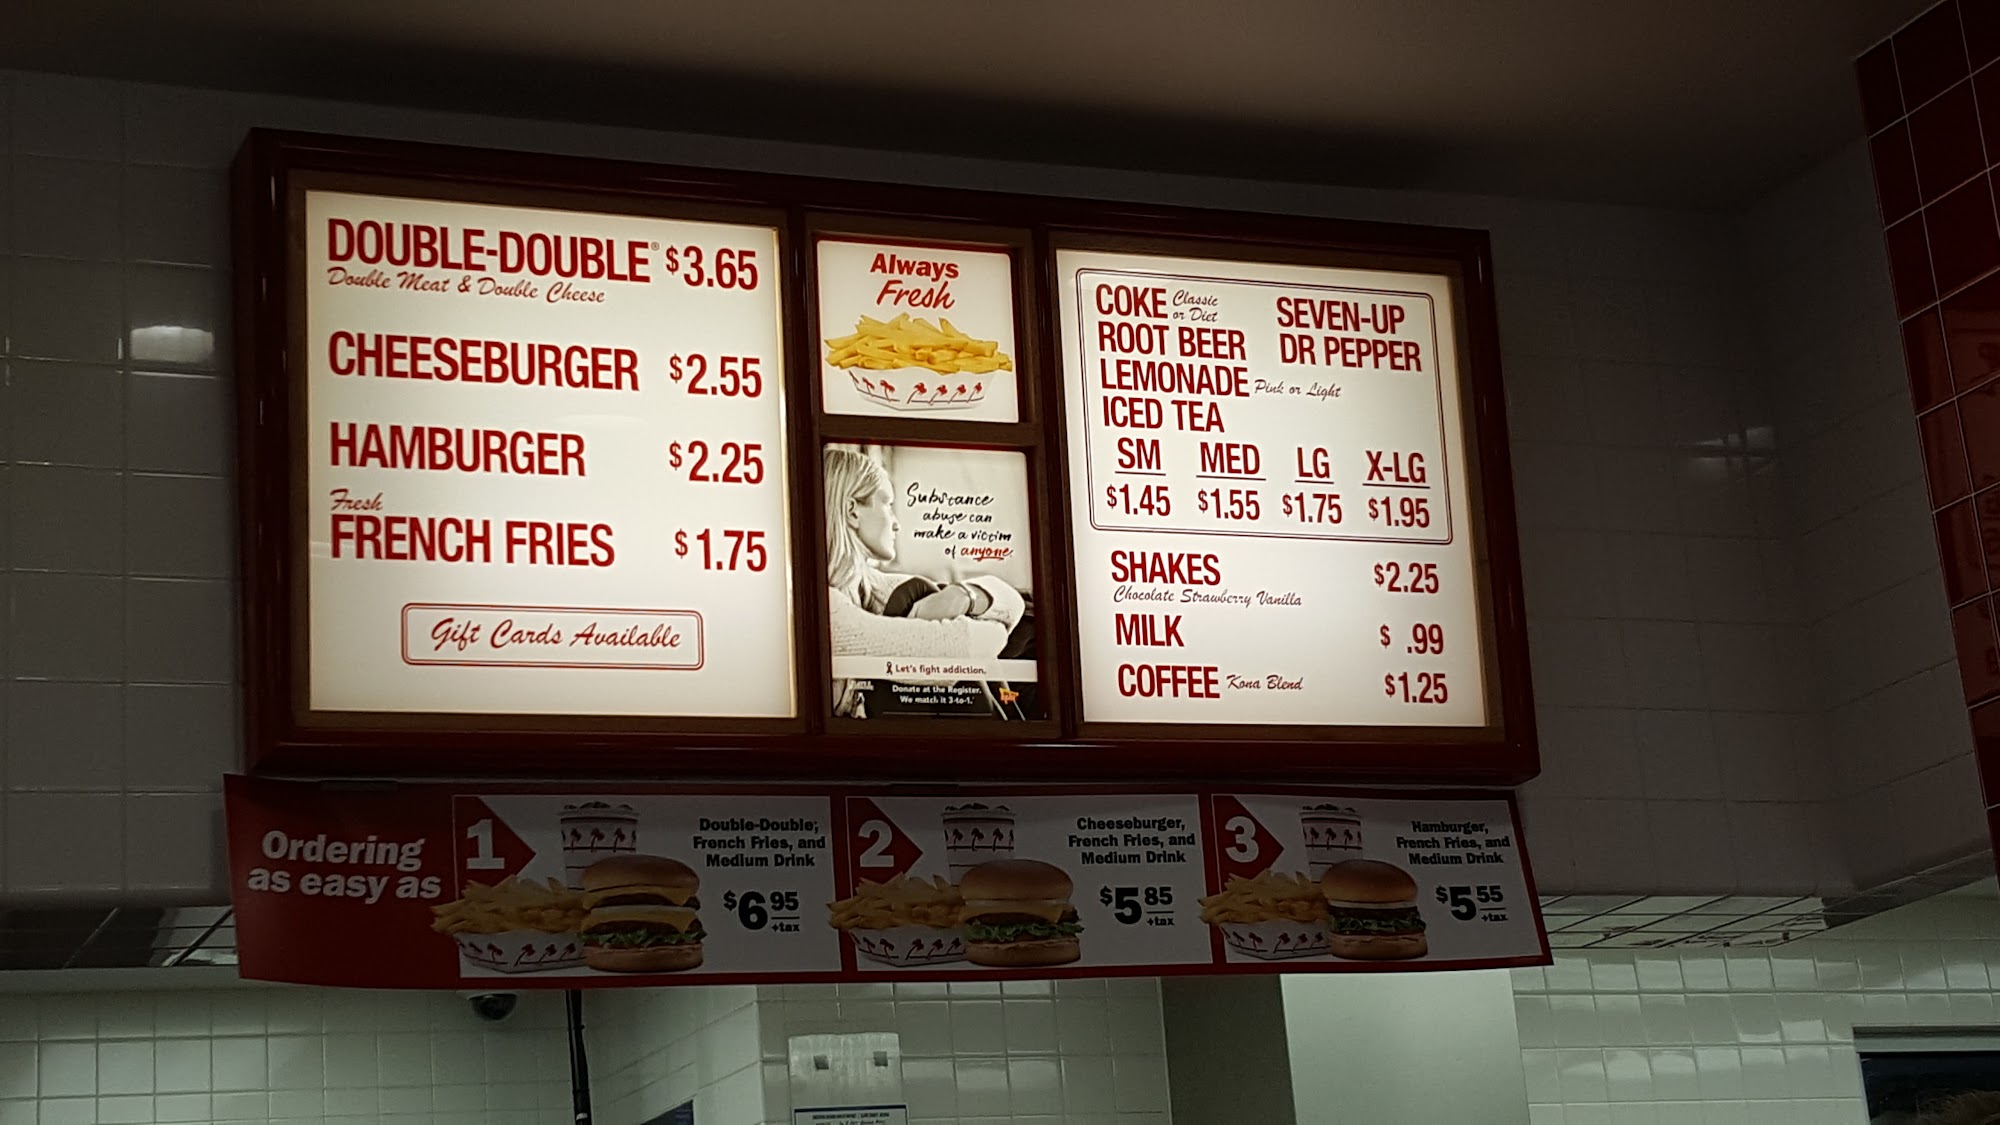 DOUBLE-DOUBLE® $3.65
Double Meat & Double Cheese
CHEESEBURGER $2.55
HAMBURGER $2.25
Fresh
FRENCH FRIES $1.75
Gift Cards Available
Always
Fresh
Substance
abuse can
make a victim
of anyone.
Let's fight addiction.
Donate at the Register.
We match it 3-to-1.
COKE Classic or Diet SEVEN-UP
ROOT BEER DR PEPPER
LEMONADE Pink or Light
ICED TEA
SM MED LG X-LG
$1.45 $1.55 $1.75 $1.95
SHAKES $2.25
Chocolate Strawberry Vanilla
MILK $ .99
COFFEE Kona Blend $1.25
Ordering
as easy as
1
Double-Double,
French Fries, and
Medium Drink
$6 95
+tax
2
Cheeseburger,
French Fries, and
Medium Drink
$5 85
+tax
3
Hamburger,
French Fries, and
Medium Drink
$5 55
+tax